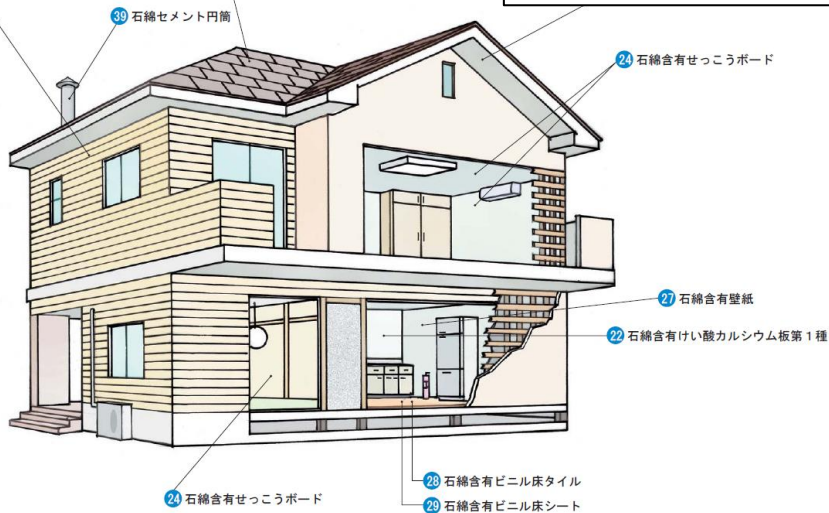 39 石綿セメント円筒
24 石綿含有せっこうボード
27 石綿含有壁紙
22 石綿含有けい酸カルシウム板第1種
28 石綿含有ビニル床タイル
24 石綿含有せっこうボード
29 石綿含有ビニル床シート